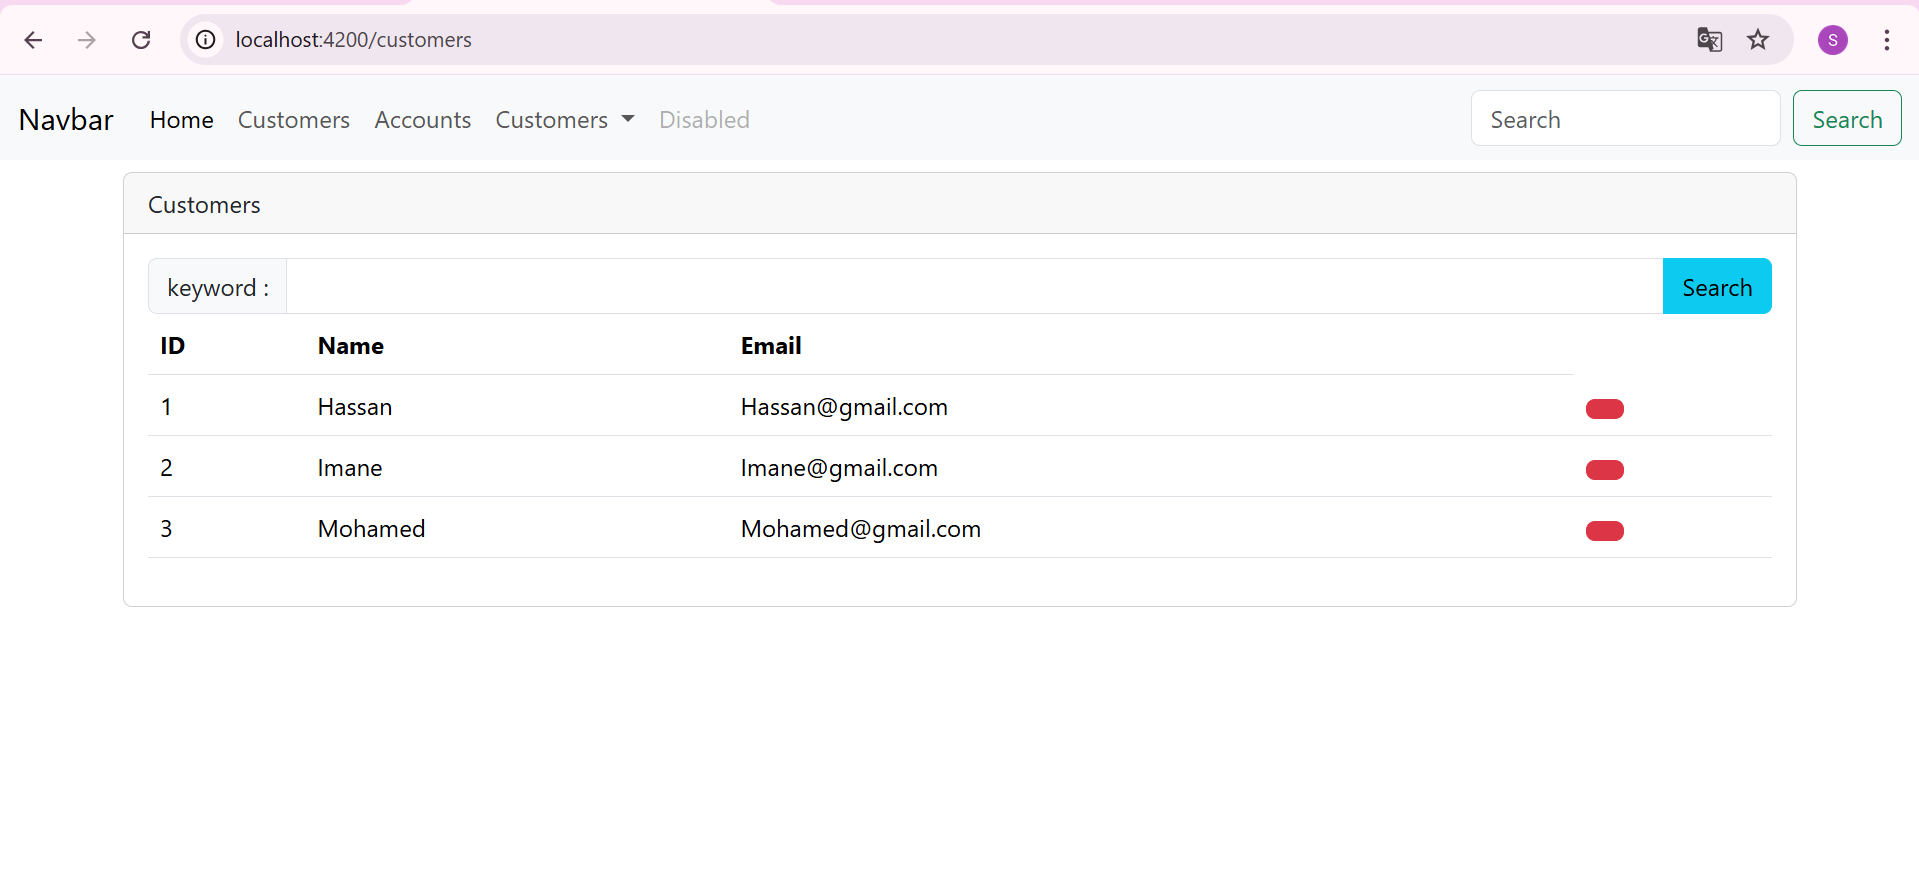 localhost:4200/customers
S
Navbar Home Customers Accounts Customers Disabled Search Search
Customers
keyword : Search
ID Name Email
1 Hassan Hassan@gmail.com
2 Imane Imane@gmail.com
3 Mohamed Mohamed@gmail.com